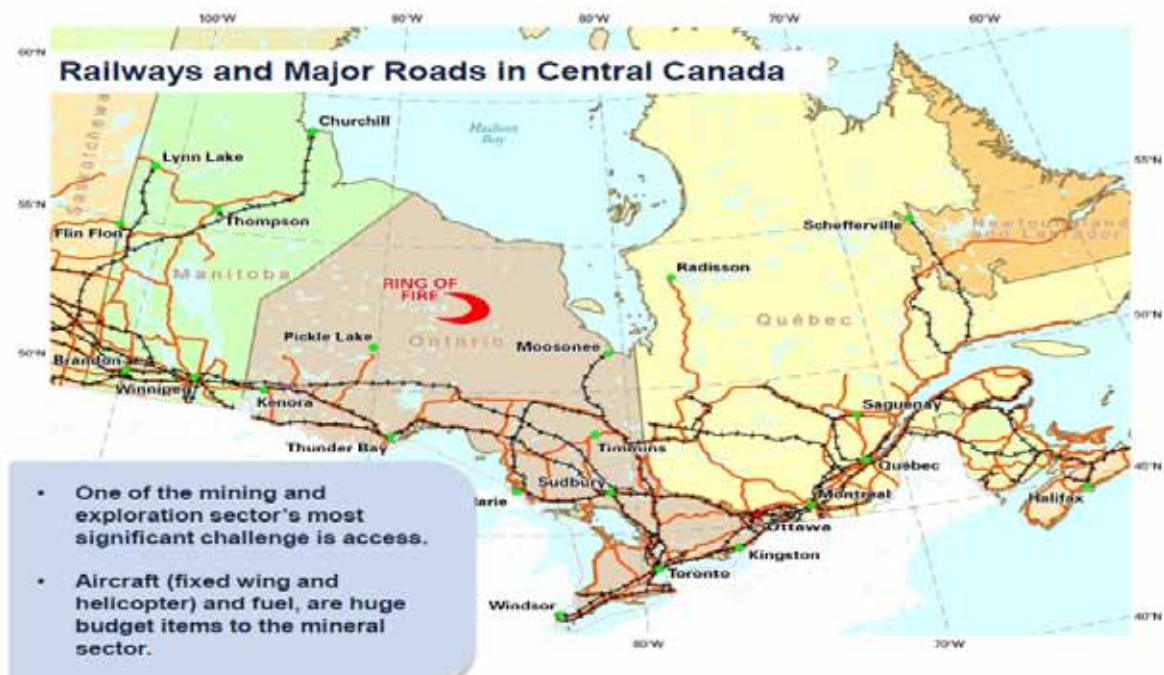 100°W
90°W
80°W
70°W
60°W
60°N
Railways and Major Roads in Central Canada
Churchill
Hudson
Bay
Lynn Lake
Saskatchewa
55°N
55°N
Thompson
Flin Flon
Manitoba
Schefferville
Newfoundland
and Labrador
Radisson
RING OF
FIRE
Québec
Ontario
Pickle Lake
Moosonee
50°N
50°N
Brandon
Winnipeg
Kenora
Saguenay
Thunder Bay
Timmins
Québec
45°N
Sudbury
Montreal
Halifax
arie
Ottawa
Kingston
Toronto
Windsor
40°N
80°W
70°W
• One of the mining and
exploration sector's most
significant challenge is access.
• Aircraft (fixed wing and
helicopter) and fuel, are huge
budget items to the mineral
sector.